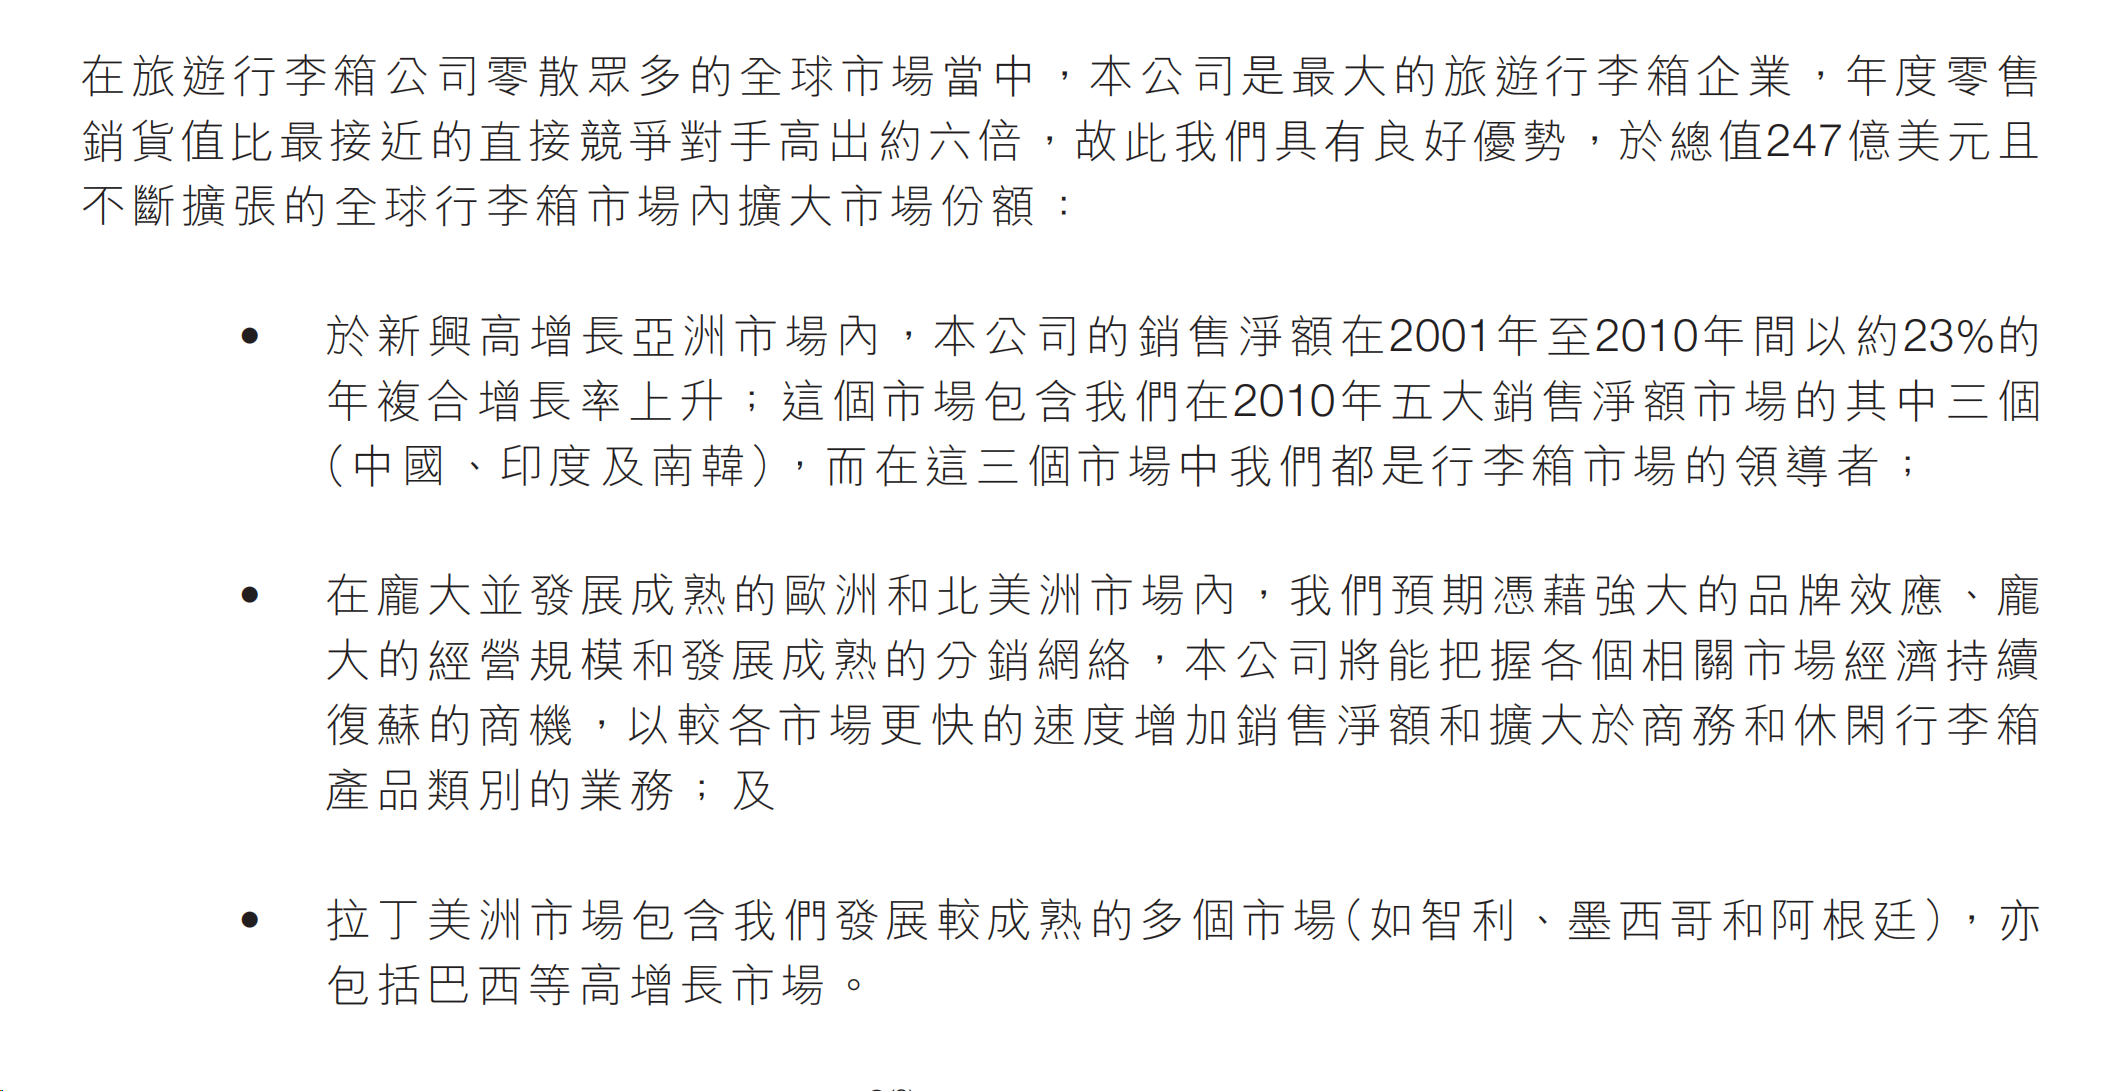 在旅遊行李箱公司零散眾多的全球市場當中，本公司是最大的旅遊行李箱企業，年度零售
銷貨值比最接近的直接競爭對手高出約六倍，故此我們具有良好優勢，於總值247億美元且
不斷擴張的全球行李箱市場內擴大市場份額：
• 於新興高增長亞洲市場內，本公司的銷售淨額在2001年至2010年間以約23%的
年複合增長率上升；這個市場包含我們在2010年五大銷售淨額市場的其中三個
(中國、印度及南韓)，而在這三個市場中我們都是行李箱市場的領導者；
• 在龐大並發展成熟的歐洲和北美洲市場內，我們預期憑藉強大的品牌效應、龐
大的經營規模和發展成熟的分銷網絡，本公司將能把握各個相關市場經濟持續
復蘇的商機，以較各市場更快的速度增加銷售淨額和擴大於商務和休閑行李箱
產品類別的業務；及
• 拉丁美洲市場包含我們發展較成熟的多個市場(如智利、墨西哥和阿根廷)，亦
包括巴西等高增長市場。